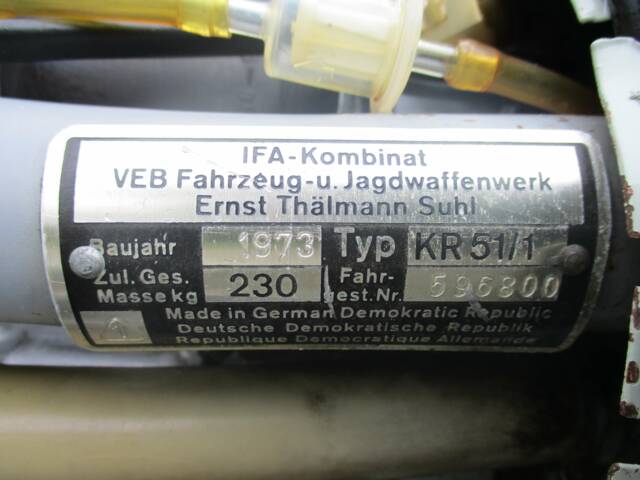 IFA-Kombinat
VEB Fahrzeug-u. Jagdwaffenwerk
Ernst Thälmann Suhl
Baujahr 1973 Typ KR 51/1
Zul. Ges. Masse kg 230 Fahr-gest. Nr. 596800
Made in German Democratic Republic
Deutsche Demokratische Republik
Republique Democratique Allemande